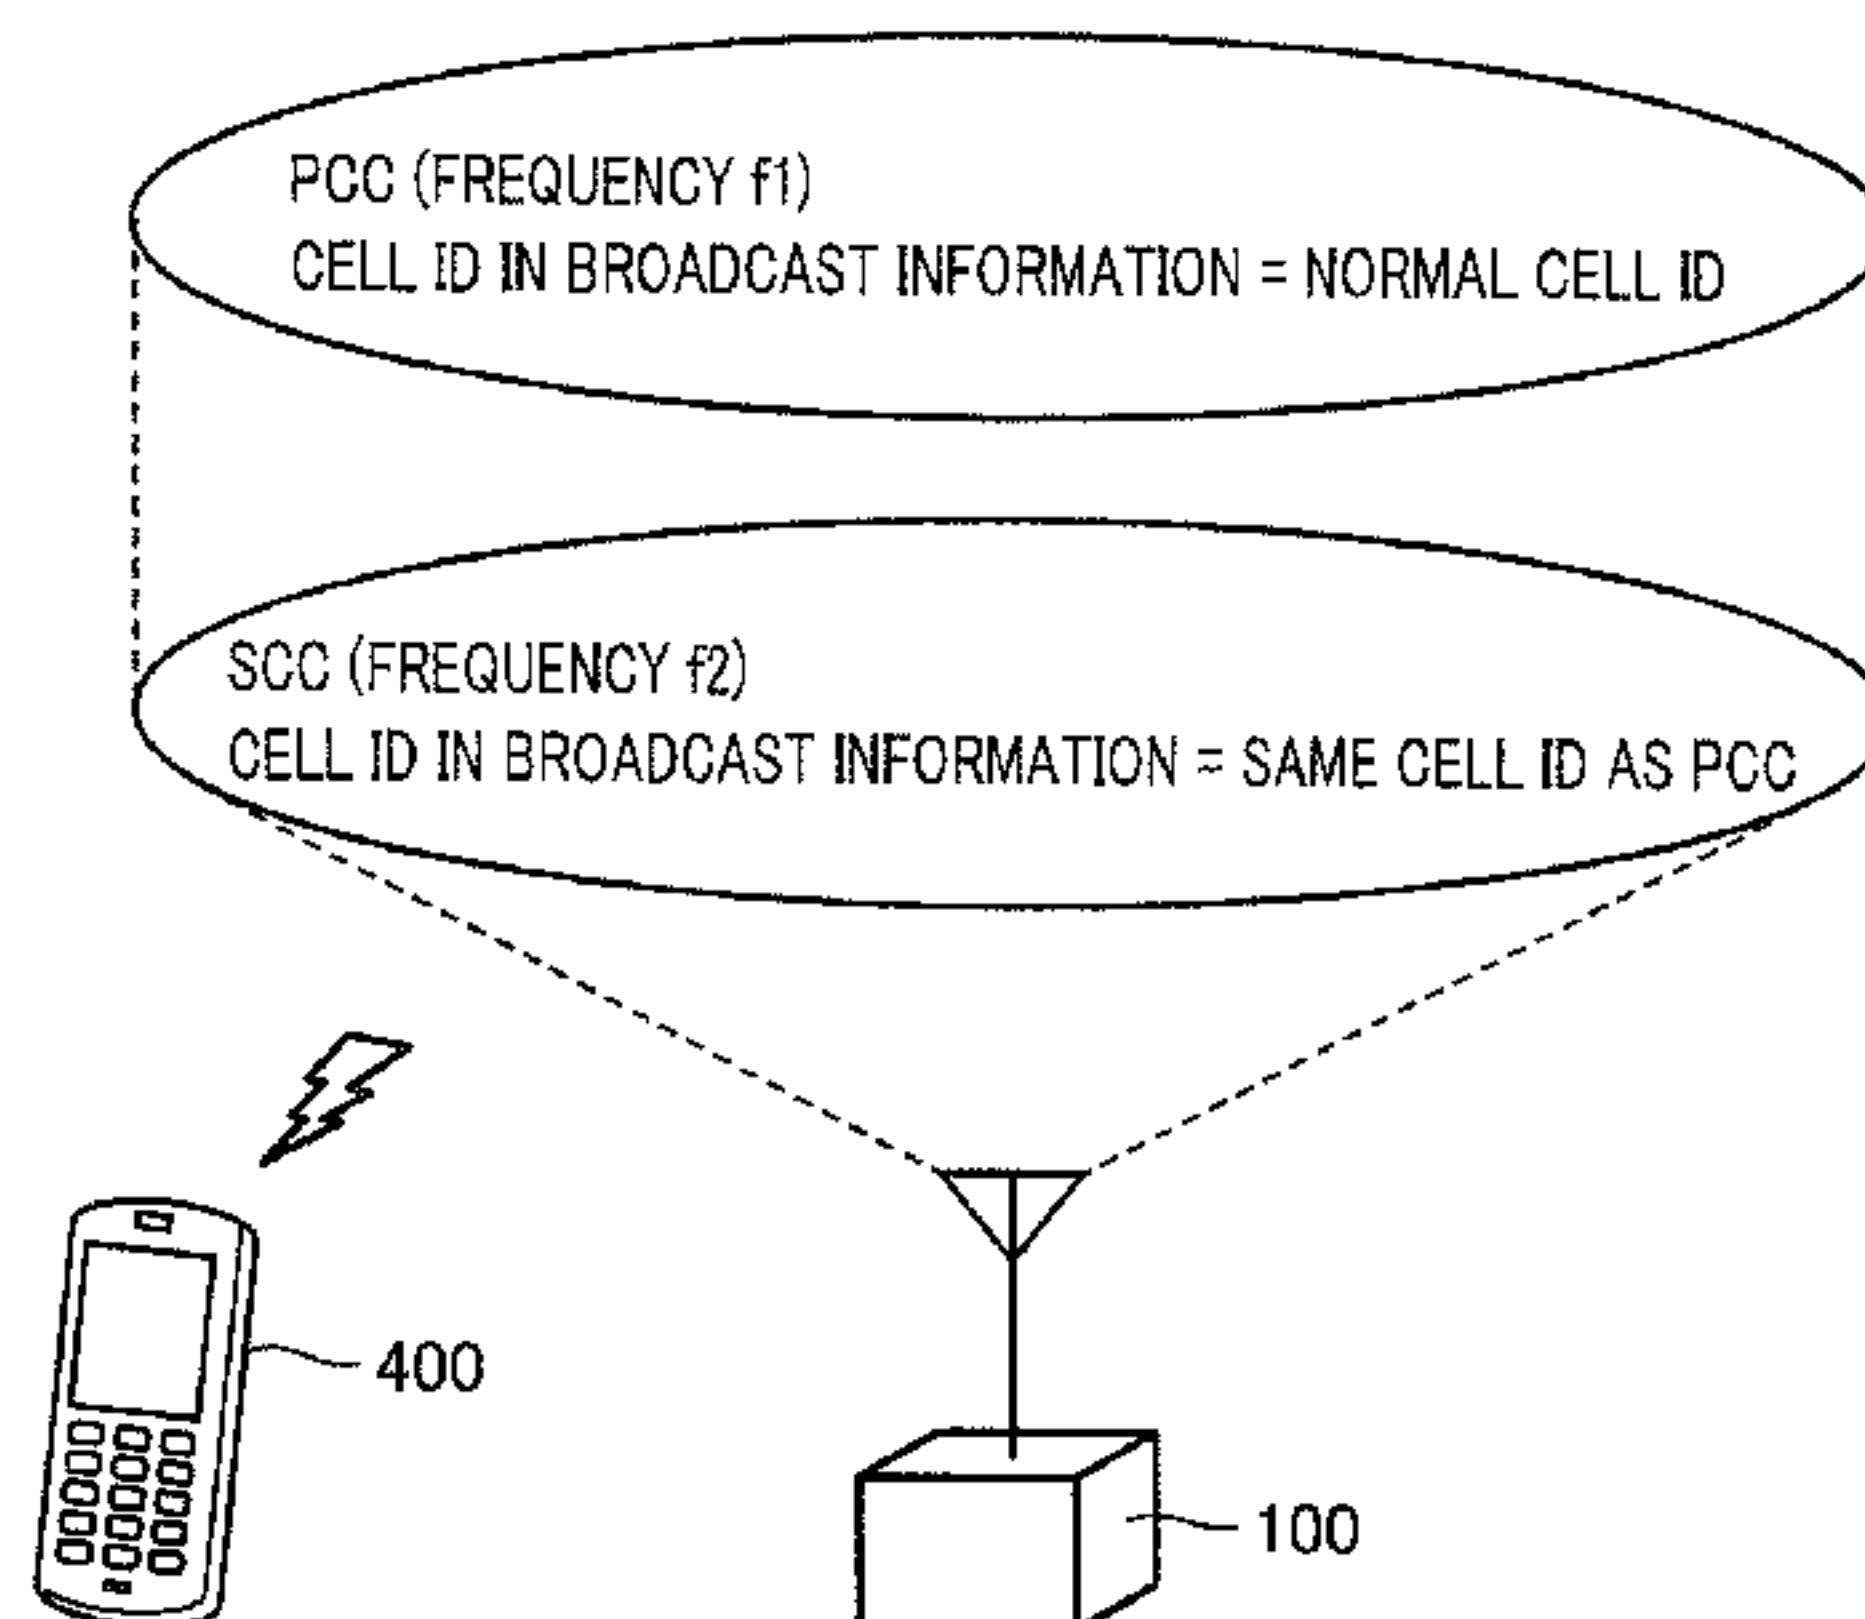 PCC (FREQUENCY f1)
CELL ID IN BROADCAST INFORMATION = NORMAL CELL ID
SCC (FREQUENCY f2)
CELL ID IN BROADCAST INFORMATION = SAME CELL ID AS PCC
400
100